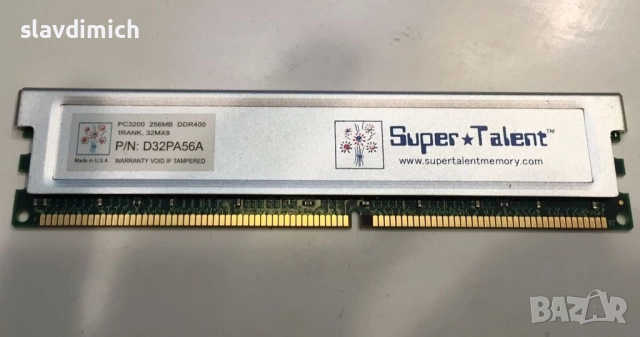 slavdimich
PC3200 256MB DDR400
1RANK, 32MX8
P/N: D32PA56A
Made in U.S.A
WARRANTY VOID IF TAMPERED
Super★Talent™
www.supertalentmemory.com
BAZAR
bg